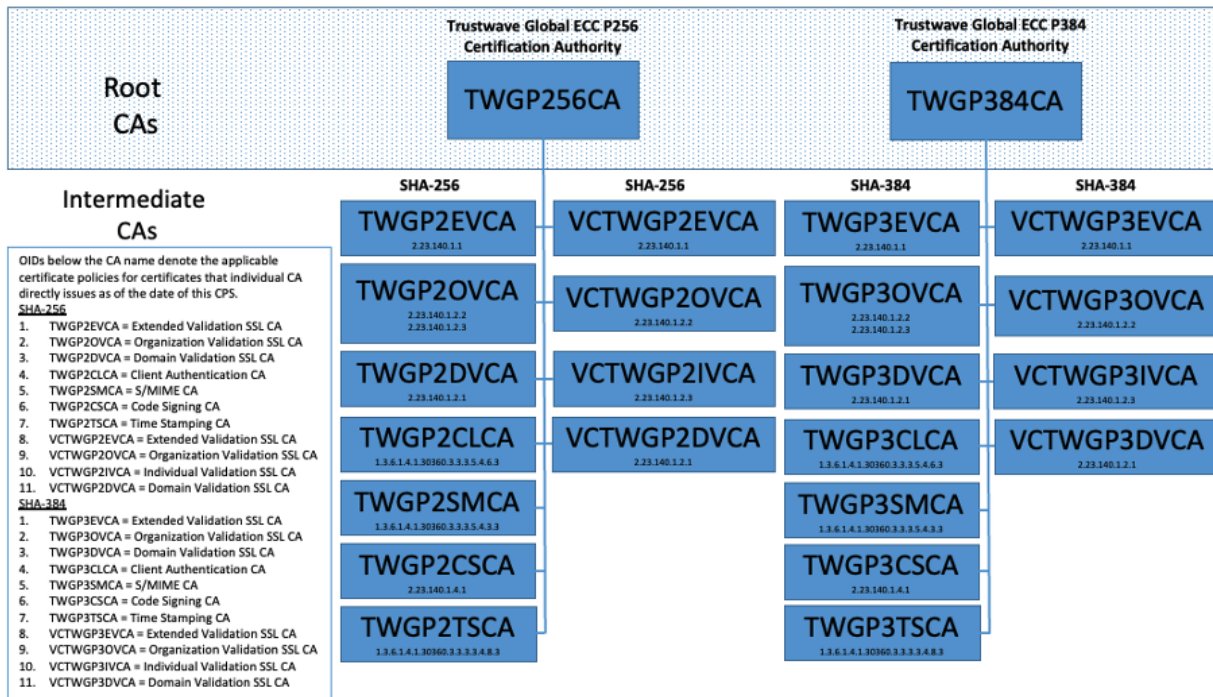 Root
CAs
Trustwave Global ECC P256
Certification Authority
TWGP256CA
Trustwave Global ECC P384
Certification Authority
TWGP384CA
Intermediate
CAs
OIDs below the CA name denote the applicable
certificate policies for certificates that individual CA
directly issues as of the date of this CPS.
SHA-256
1. TWGP2EVCA = Extended Validation SSL CA
2. TWGP2OVCA = Organization Validation SSL CA
3. TWGP2DVCA = Domain Validation SSL CA
4. TWGP2CLCA = Client Authentication CA
5. TWGP2SMCA = S/MIME CA
6. TWGP2CSCA = Code Signing CA
7. TWGP2TSCA = Time Stamping CA
8. VCTWGP2EVCA = Extended Validation SSL CA
9. VCTWGP2OVCA = Organization Validation SSL CA
10. VCTWGP2IVCA = Individual Validation SSL CA
11. VCTWGP2DVCA = Domain Validation SSL CA
SHA-384
1. TWGP3EVCA = Extended Validation SSL CA
2. TWGP3OVCA = Organization Validation SSL CA
3. TWGP3DVCA = Domain Validation SSL CA
4. TWGP3CLCA = Client Authentication CA
5. TWGP3SMCA = S/MIME CA
6. TWGP3CSCA = Code Signing CA
7. TWGP3TSCA = Time Stamping CA
8. VCTWGP3EVCA = Extended Validation SSL CA
9. VCTWGP3OVCA = Organization Validation SSL CA
10. VCTWGP3IVCA = Individual Validation SSL CA
11. VCTWGP3DVCA = Domain Validation SSL CA
SHA-256
TWGP2EVCA
2.23.140.1.1
TWGP2OVCA
2.23.140.1.2.2
2.23.140.1.2.3
TWGP2DVCA
2.23.140.1.2.1
TWGP2CLCA
1.3.6.1.4.1.30360.3.3.3.5.4.6.3
TWGP2SMCA
1.3.6.1.4.1.30360.3.3.3.5.4.3.3
TWGP2CSCA
2.23.140.1.4.1
TWGP2TSCA
1.3.6.1.4.1.30360.3.3.3.3.4.8.3
SHA-256
VCTWGP2EVCA
2.23.140.1.1
VCTWGP2OVCA
2.23.140.1.2.2
VCTWGP2IVCA
2.23.140.1.2.3
VCTWGP2DVCA
2.23.140.1.2.1
SHA-384
TWGP3EVCA
2.23.140.1.1
TWGP3OVCA
2.23.140.1.2.2
2.23.140.1.2.3
TWGP3DVCA
2.23.140.1.2.1
TWGP3CLCA
1.3.6.1.4.1.30360.3.3.3.5.4.6.3
TWGP3SMCA
1.3.6.1.4.1.30360.3.3.3.5.4.3.3
TWGP3CSCA
2.23.140.1.4.1
TWGP3TSCA
1.3.6.1.4.1.30360.3.3.3.3.4.8.3
SHA-384
VCTWGP3EVCA
2.23.140.1.1
VCTWGP3OVCA
2.23.140.1.2.2
VCTWGP3IVCA
2.23.140.1.2.3
VCTWGP3DVCA
2.23.140.1.2.1